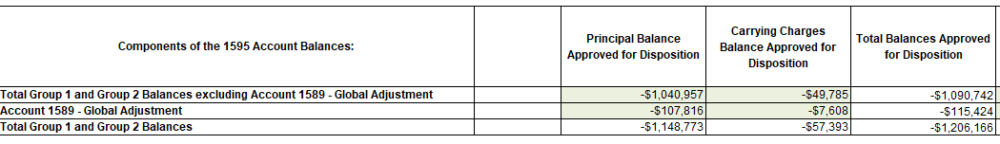 Components of the 1595 Account Balances:
Principal Balance
Approved for Disposition
Carrying Charges
Balance Approved for
Disposition
Total Balances Approved
for Disposition
Total Group 1 and Group 2 Balances excluding Account 1589 - Global Adjustment -$1,040,957 -$49,785 -$1,090,742
Account 1589 - Global Adjustment -$107,816 -$7,608 -$115,424
Total Group 1 and Group 2 Balances -$1,148,773 -$57,393 -$1,206,166